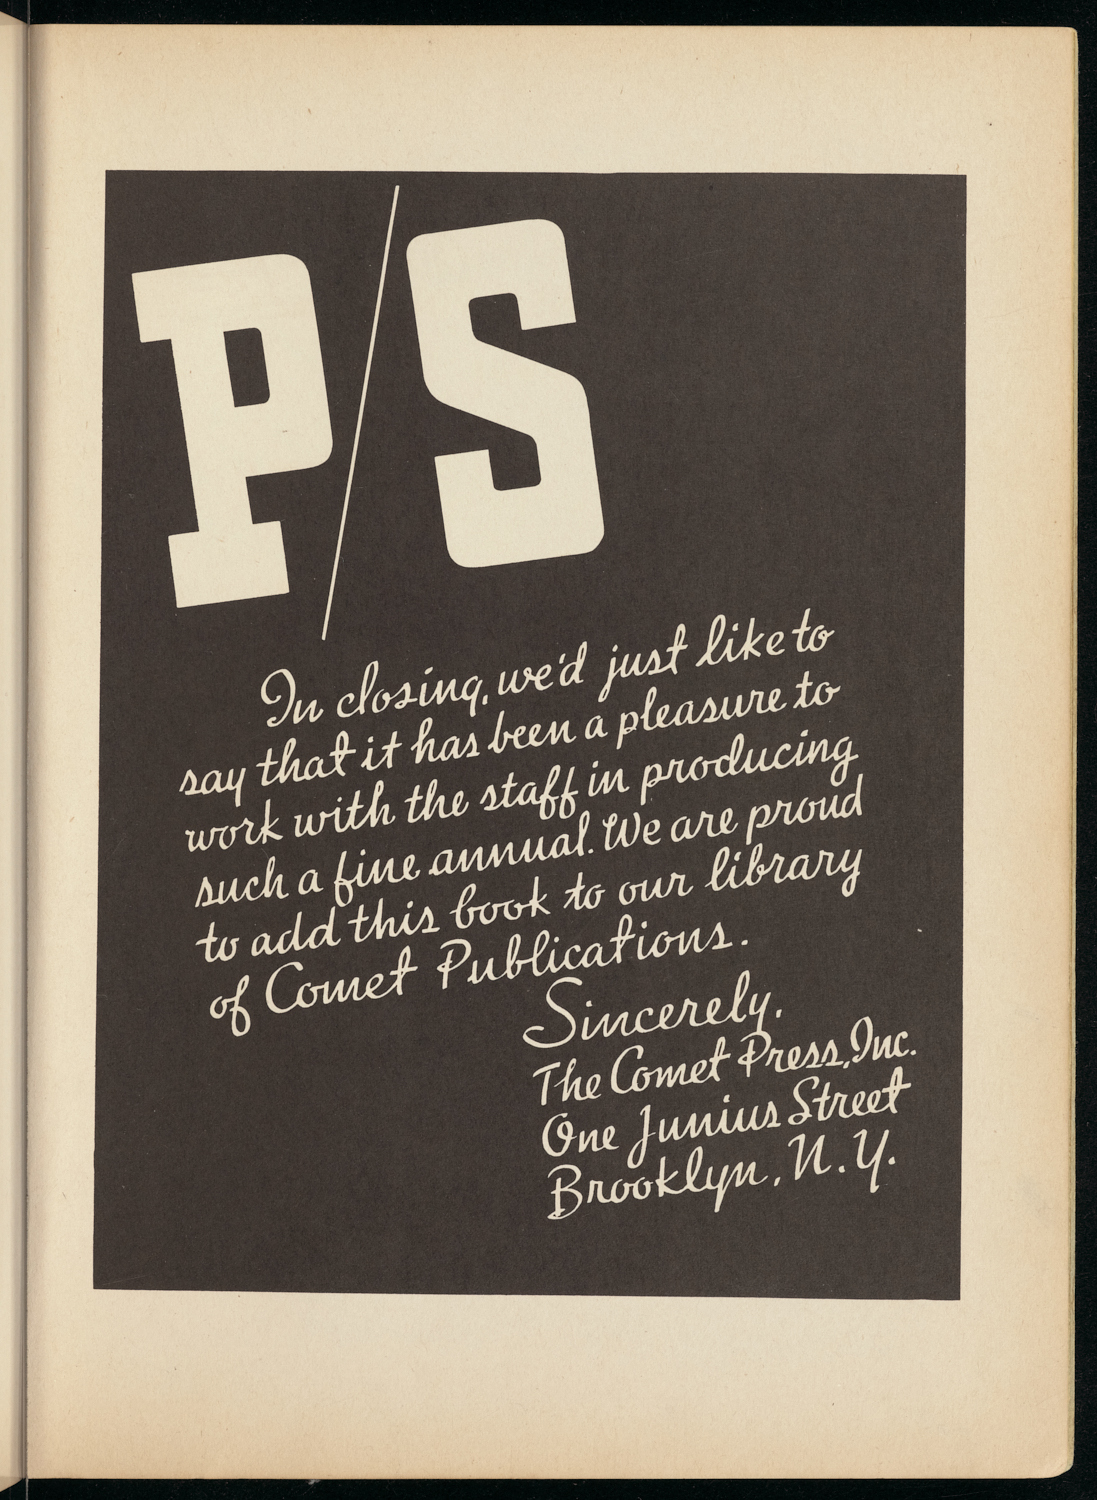 P/S
In closing, we'd just like to
say that it has been a pleasure to
work with the staff in producing
such a fine annual. We are proud
to add this book to our library
of Comet Publications.
Sincerely,
The Comet Press, Inc.
One Junius Street
Brooklyn, N.Y.